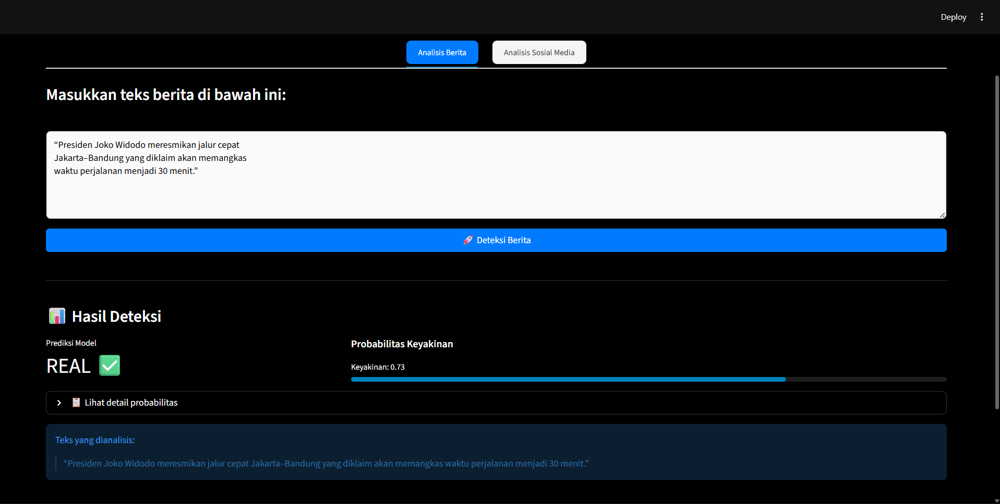 Deploy
Analisis Berita
Analisis Sosial Media
Masukkan teks berita di bawah ini:
“Presiden Joko Widodo meresmikan jalur cepat
Jakarta–Bandung yang diklaim akan memangkas
waktu perjalanan menjadi 30 menit.”
🚀 Deteksi Berita
📊 Hasil Deteksi
Prediksi Model
REAL ✅
Probabilitas Keyakinan
Keyakinan: 0.73
📋 Lihat detail probabilitas
Teks yang dianalisis:
“Presiden Joko Widodo meresmikan jalur cepat Jakarta–Bandung yang diklaim akan memangkas waktu perjalanan menjadi 30 menit.”